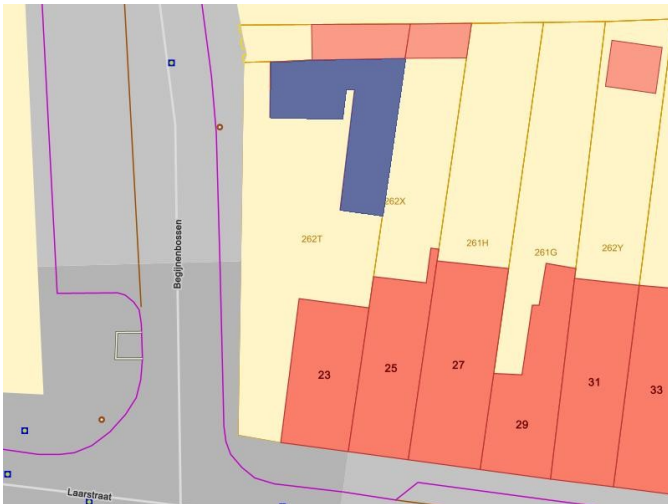 Begijnenbossen
262X
262T
261H
261G
262Y
23
25
27
29
31
33
Laarstraat